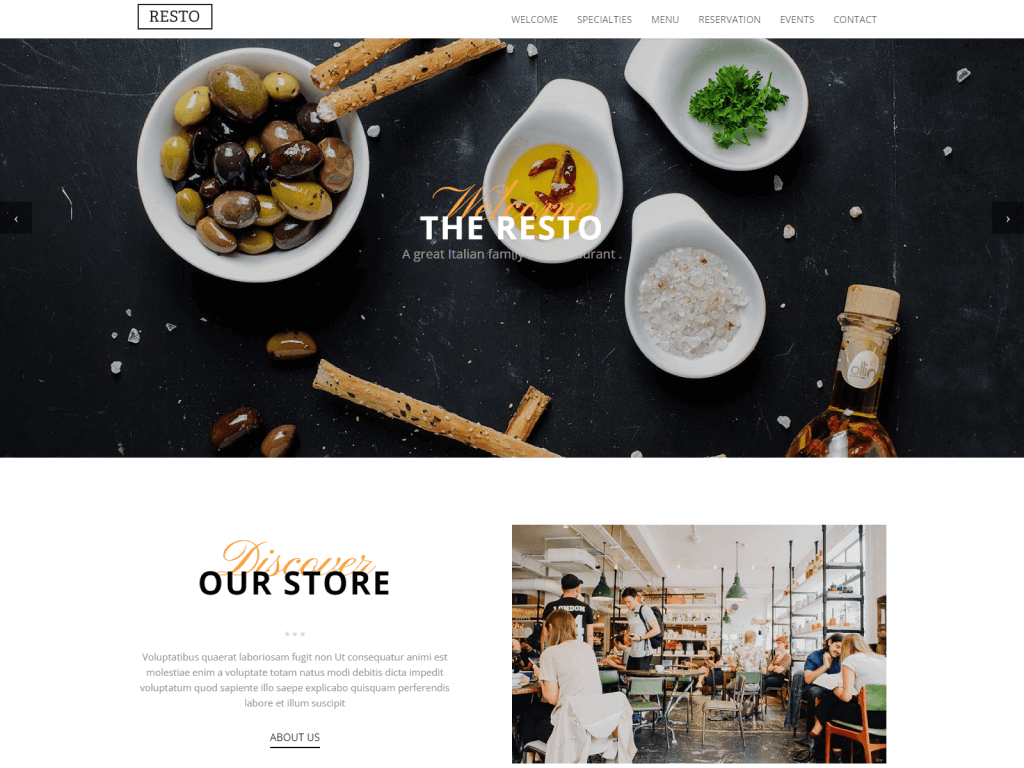 RESTO
WELCOME SPECIALTIES MENU RESERVATION EVENTS CONTACT
Welcome
THE RESTO
A great Italian family restaurant .
Discover
OUR STORE
Voluptatibus quaerat laboriosam fugit non Ut consequatur animi est
molestiae enim a voluptate totam natus modi debitis dicta impedit
voluptatum quod sapiente illo saepe explicabo quisquam perferendis
labore et illum suscipit
ABOUT US
LONDON